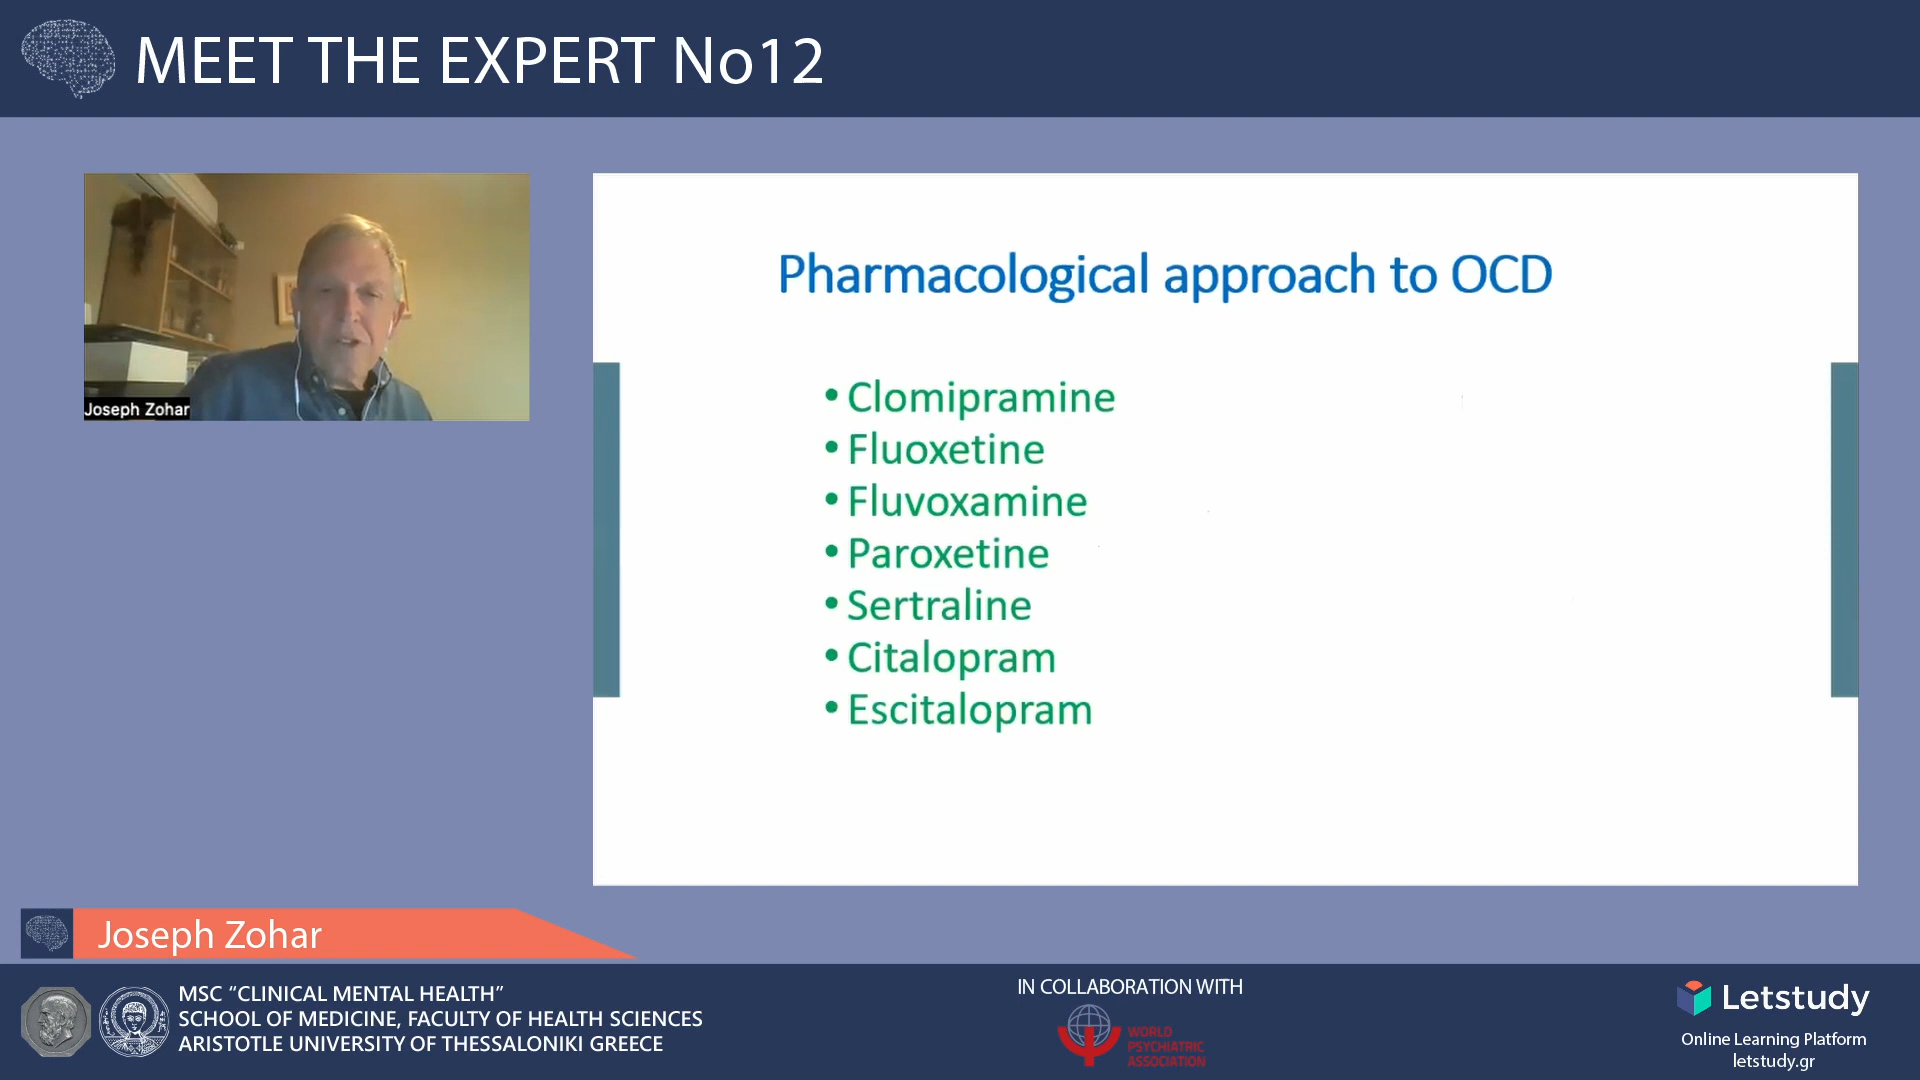 MEET THE EXPERT No12
Joseph Zohar
Pharmacological approach to OCD
• Clomipramine
• Fluoxetine
• Fluvoxamine
• Paroxetine
• Sertraline
• Citalopram
• Escitalopram
Joseph Zohar
MSC “CLINICAL MENTAL HEALTH”
SCHOOL OF MEDICINE, FACULTY OF HEALTH SCIENCES
ARISTOTLE UNIVERSITY OF THESSALONIKI GREECE
IN COLLABORATION WITH
WORLD
PSYCHIATRIC
ASSOCIATION
Letstudy
Online Learning Platform
letstudy.gr